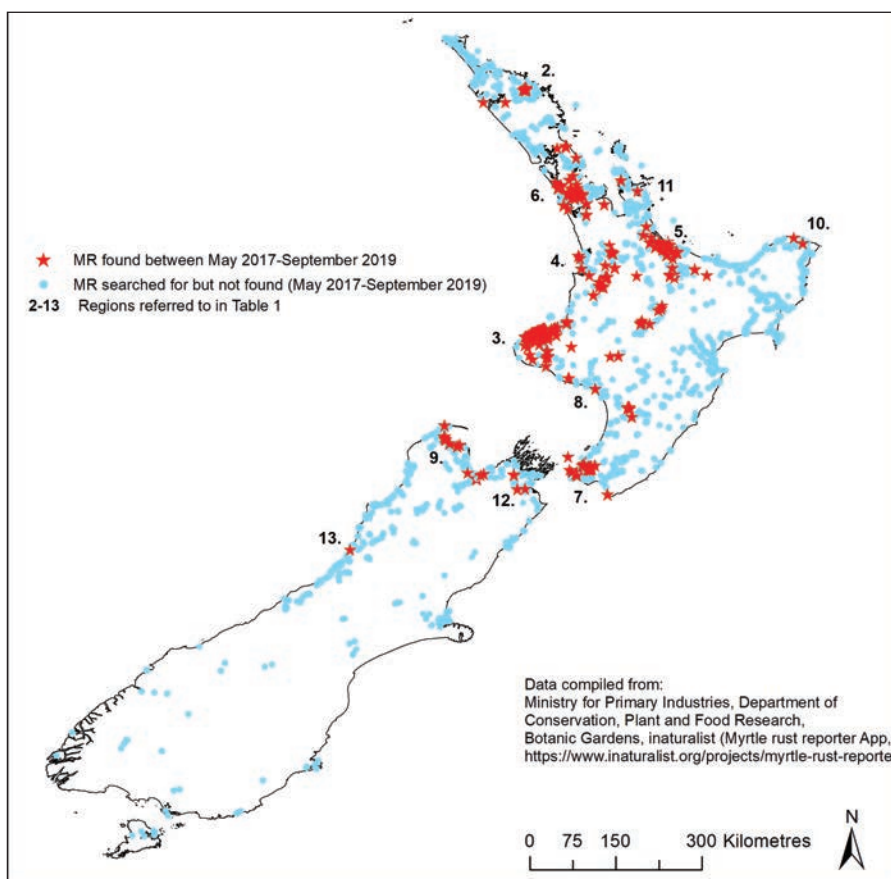 2.
6.
11
★ MR found between May 2017-September 2019
5.
10.
4.
MR searched for but not found (May 2017-September 2019)
2-13 Regions referred to in Table 1
3.
8.
9.
7.
12.
13.
Data compiled from:
Ministry for Primary Industries, Department of
Conservation, Plant and Food Research,
Botanic Gardens, inaturalist (Myrtle rust reporter App,
https://www.inaturalist.org/projects/myrtle-rust-reporte
N
0 75 150 300 Kilometres